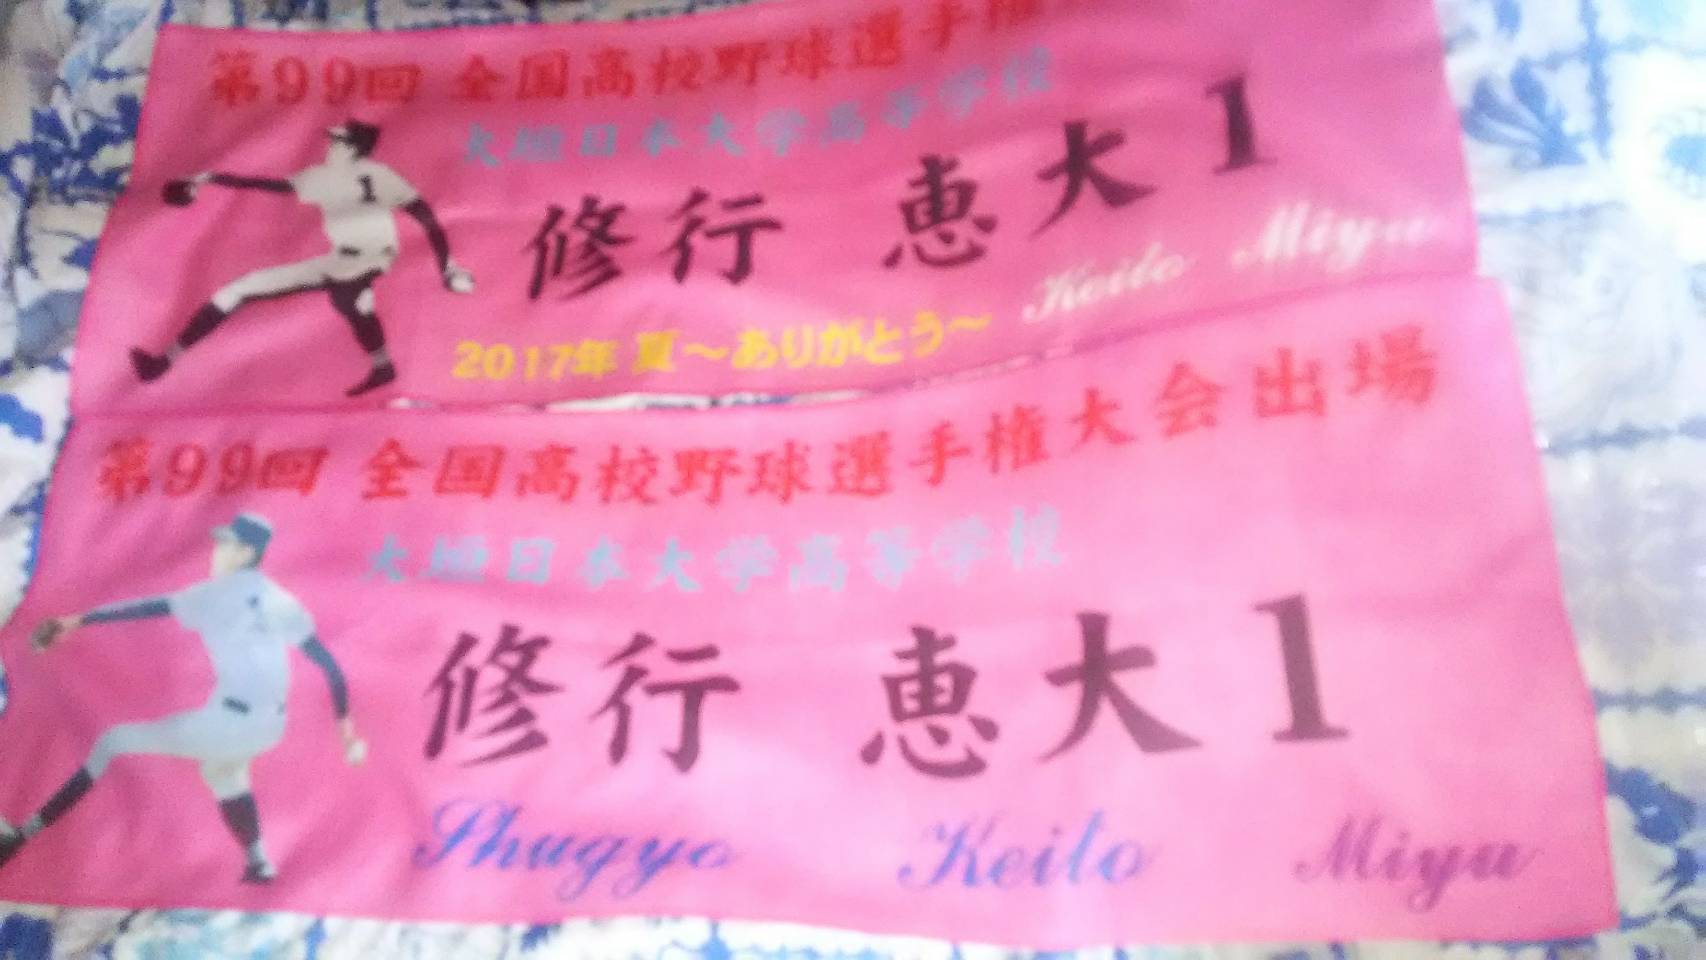 第99回 全国高校野球選手権
大垣日本大学高等学校
1
修行 恵大 1
Keito Miyu
2017年 夏～ありがとう～
第99回 全国高校野球選手権大会出場
大垣日本大学高等学校
修行 恵大 1
Shugyo Keito Miyu